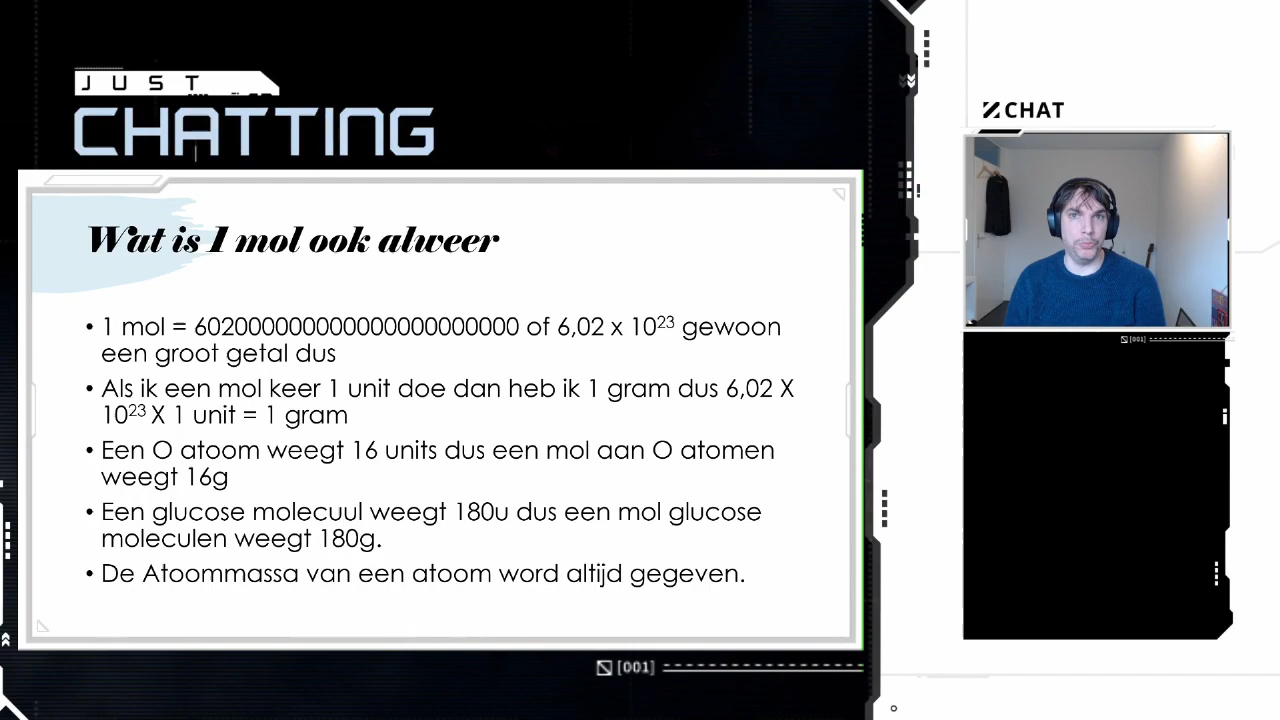 JUST
CHATTING
CHAT
Wat is 1 mol ook alweer
• 1 mol = 602000000000000000000000 of 6,02 x 10²³ gewoon
een groot getal dus
• Als ik een mol keer 1 unit doe dan heb ik 1 gram dus 6,02 X
10²³ X 1 unit = 1 gram
• Een O atoom weegt 16 units dus een mol aan O atomen
weegt 16g
• Een glucose molecuul weegt 180u dus een mol glucose
moleculen weegt 180g.
• De Atoommassa van een atoom word altijd gegeven.
[001]
[001]